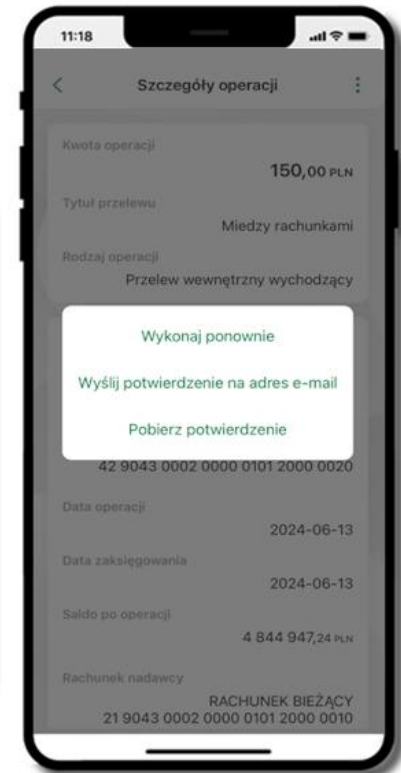 11:18
Szczegóły operacji
Kwota operacji
150,00 PLN
Tytuł przelewu
Miedzy rachunkami
Rodzaj operacji
Przelew wewnętrzny wychodzący
Wykonaj ponownie
Wyślij potwierdzenie na adres e-mail
Pobierz potwierdzenie
42 9043 0002 0000 0101 2000 0020
Data operacji
2024-06-13
Data zaksięgowania
2024-06-13
Saldo po operacji
4 844 947,24 PLN
Rachunek nadawcy
RACHUNEK BIEŻĄCY
21 9043 0002 0000 0101 2000 0010